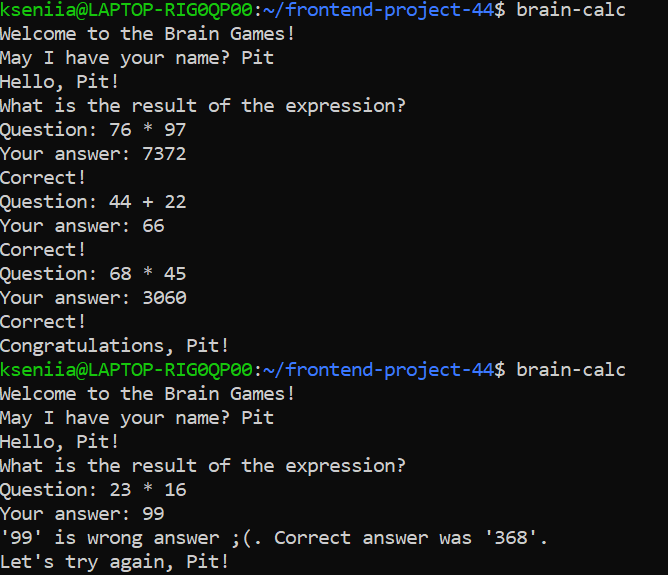 kseniia@LAPTOP-RIG0QP00:~/frontend-project-44$ brain-calc
Welcome to the Brain Games!
May I have your name? Pit
Hello, Pit!
What is the result of the expression?
Question: 76 * 97
Your answer: 7372
Correct!
Question: 44 + 22
Your answer: 66
Correct!
Question: 68 * 45
Your answer: 3060
Correct!
Congratulations, Pit!
kseniia@LAPTOP-RIG0QP00:~/frontend-project-44$ brain-calc
Welcome to the Brain Games!
May I have your name? Pit
Hello, Pit!
What is the result of the expression?
Question: 23 * 16
Your answer: 99
'99' is wrong answer ;(. Correct answer was '368'.
Let's try again, Pit!